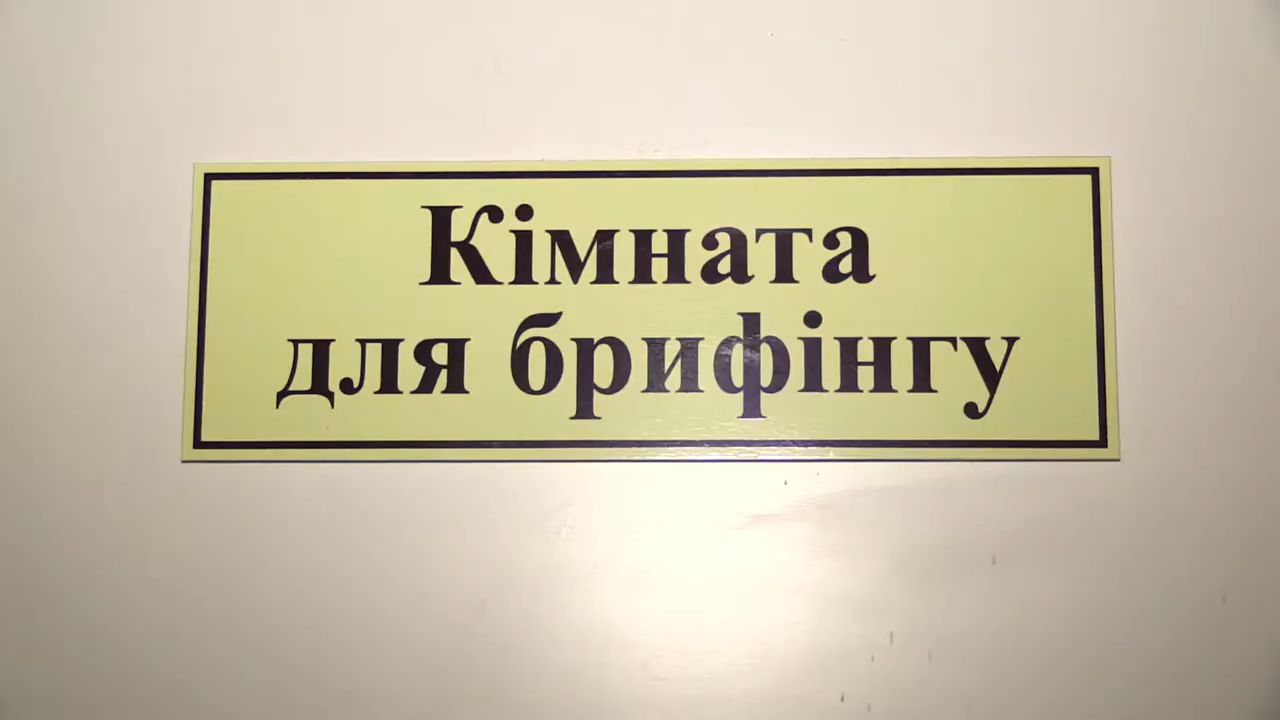 Кімната
для брифінгу